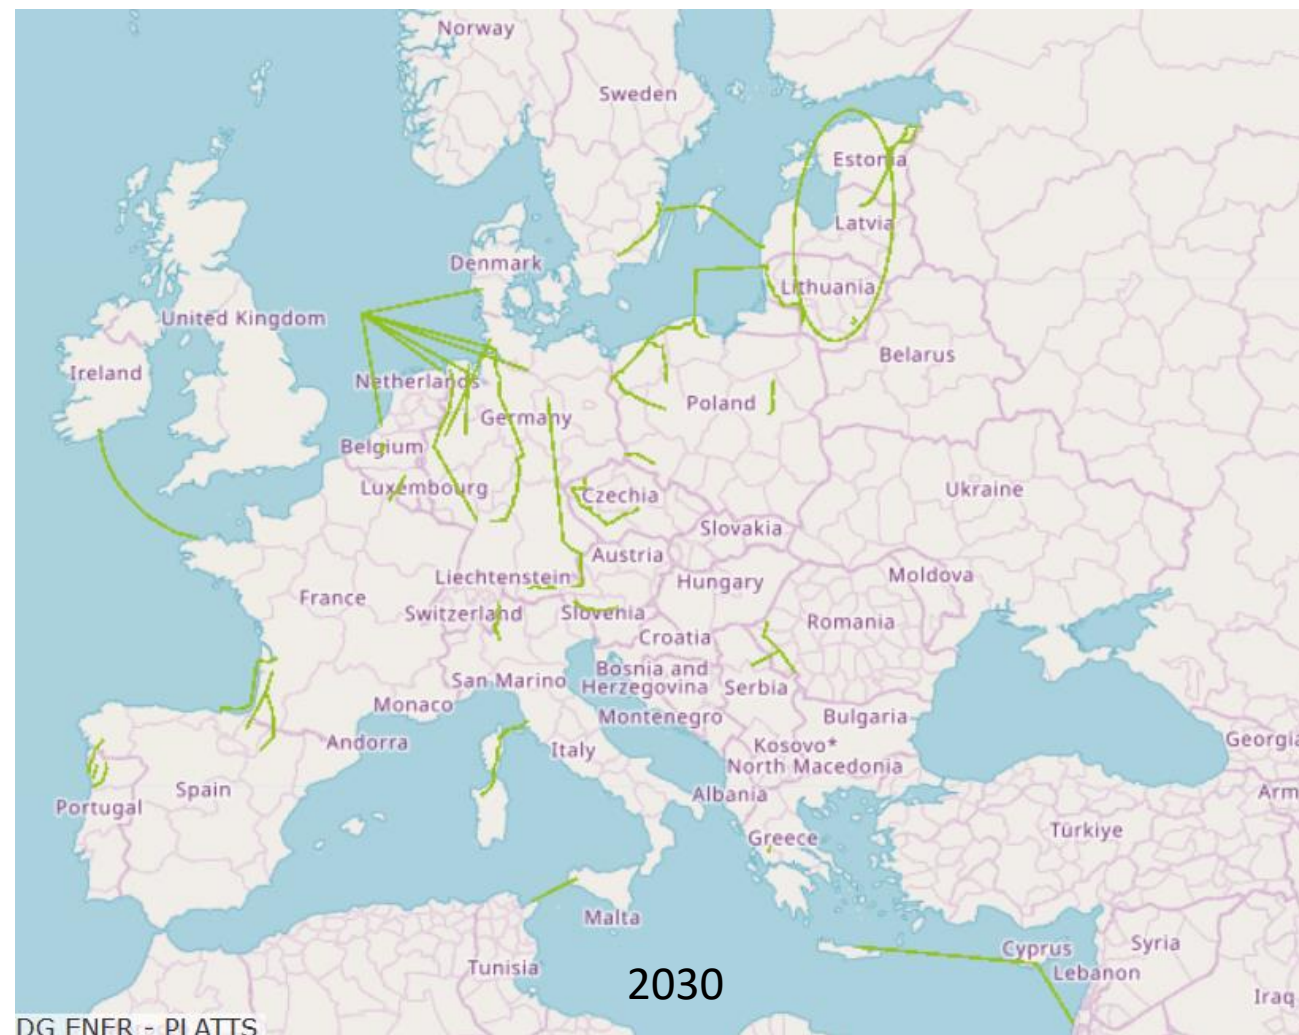 Norway
Sweden
Estonia
Latvia
Denmark
Lithuania
United Kingdom
Belarus
Ireland
Netherlands
Poland
Germany
Belgium
Luxembourg
Czechia
Ukraine
Slovakia
Austria
Liechtenstein
Hungary
Moldova
France
Switzerland
Slovenia
Romania
Croatia
Bosnia and
Herzegovina
San Marino
Serbia
Monaco
Montenegro
Bulgaria
Andorra
Italy
Kosovo*
North Macedonia
Georgia
Spain
Albania
Arm
Portugal
Greece
Türkiye
Malta
Cyprus
Syria
Tunisia
2030
Lebanon
Iraq
DG ENER - PLATTS